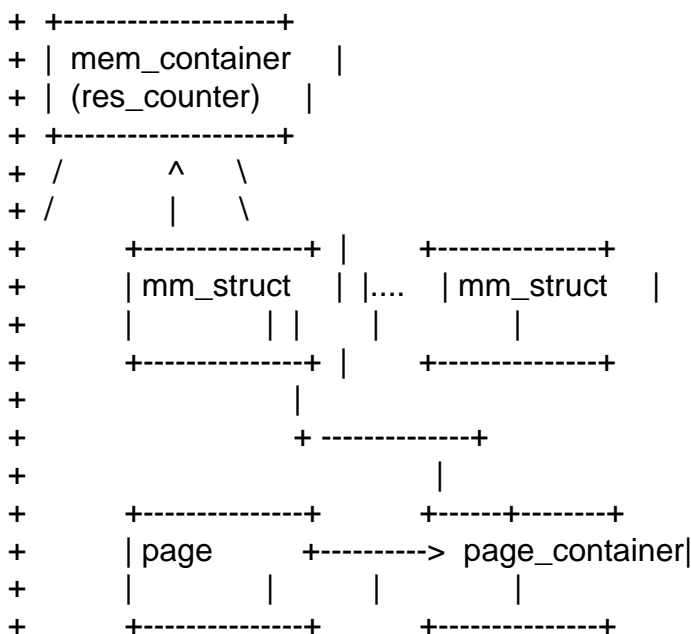 + +--------------------+
+ | mem_container     |
+ | (res_counter)     |
+ +--------------------+
+  /            ^      \
+ /             |       \
+           +---------------+ |        +---------------+
+           | mm_struct     | |....    | mm_struct     |
+           |               | |        |               |
+           +---------------+ |        +---------------+
+                             |
+                             + --------------+
+                                             |
+           +---------------+          +------+--------+
+           | page          +---------->  page_container|
+           |               |          |               |
+           +---------------+          +---------------+